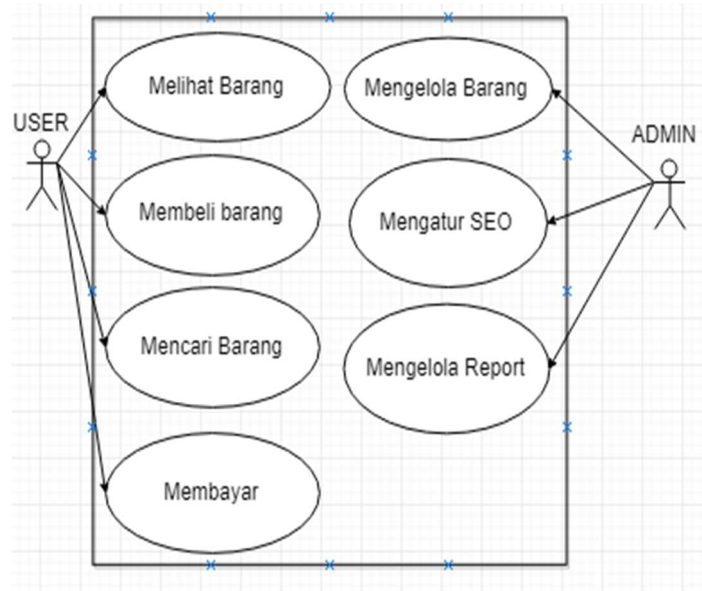 Melihat Barang
Mengelola Barang
USER
ADMIN
Membeli barang
Mengatur SEO
Mencari Barang
Mengelola Report
Membayar